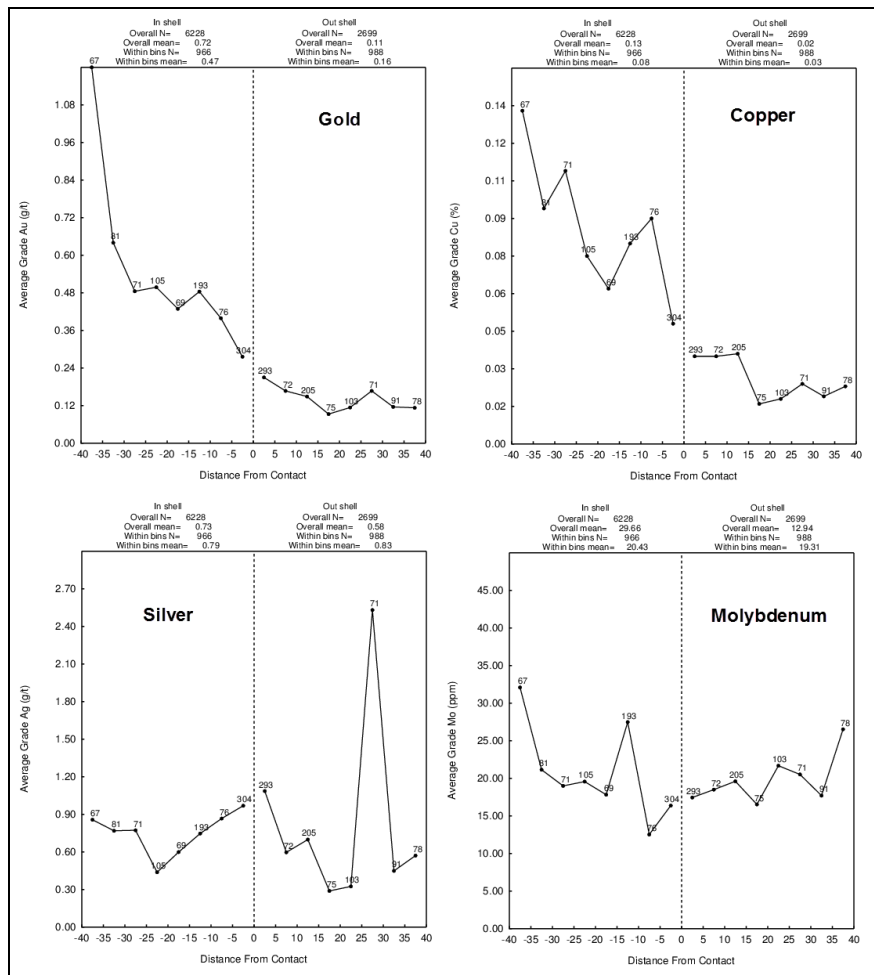 In shell
Overall N= 6228
Overall mean= 0.72
Within bins N= 966
Within bins mean= 0.47
Out shell
Overall N= 2699
Overall mean= 0.11
Within bins N= 988
Within bins mean= 0.16
Gold
Average Grade Au (g/t)
1.08
0.96
0.84
0.72
0.60
0.48
0.36
0.24
0.12
0.00
67
81
71
105
69
193
76
304
293
72
205
75
103
71
91
78
-40 -35 -30 -25 -20 -15 -10 -5 0 5 10 15 20 25 30 35 40
Distance From Contact
In shell
Overall N= 6228
Overall mean= 0.13
Within bins N= 966
Within bins mean= 0.08
Out shell
Overall N= 2699
Overall mean= 0.02
Within bins N= 988
Within bins mean= 0.03
Copper
Average Grade Cu (%)
0.14
0.12
0.11
0.09
0.08
0.06
0.05
0.03
0.02
0.00
67
81
71
105
69
193
76
304
293
72
205
75
103
71
91
78
-40 -35 -30 -25 -20 -15 -10 -5 0 5 10 15 20 25 30 35 40
Distance From Contact
In shell
Overall N= 6228
Overall mean= 0.73
Within bins N= 966
Within bins mean= 0.79
Out shell
Overall N= 2699
Overall mean= 0.58
Within bins N= 988
Within bins mean= 0.83
Silver
Average Grade Ag (g/t)
2.70
2.40
2.10
1.80
1.50
1.20
0.90
0.60
0.30
0.00
67
81
71
105
69
193
76
304
293
72
205
75
103
71
91
78
-40 -35 -30 -25 -20 -15 -10 -5 0 5 10 15 20 25 30 35 40
Distance From Contact
In shell
Overall N= 6228
Overall mean= 29.66
Within bins N= 966
Within bins mean= 20.43
Out shell
Overall N= 2699
Overall mean= 12.94
Within bins N= 988
Within bins mean= 19.31
Molybdenum
Average Grade Mo (ppm)
45.00
40.00
35.00
30.00
25.00
20.00
15.00
10.00
5.00
0.00
67
81
71
105
69
193
76
304
293
72
205
75
103
71
91
78
-40 -35 -30 -25 -20 -15 -10 -5 0 5 10 15 20 25 30 35 40
Distance From Contact